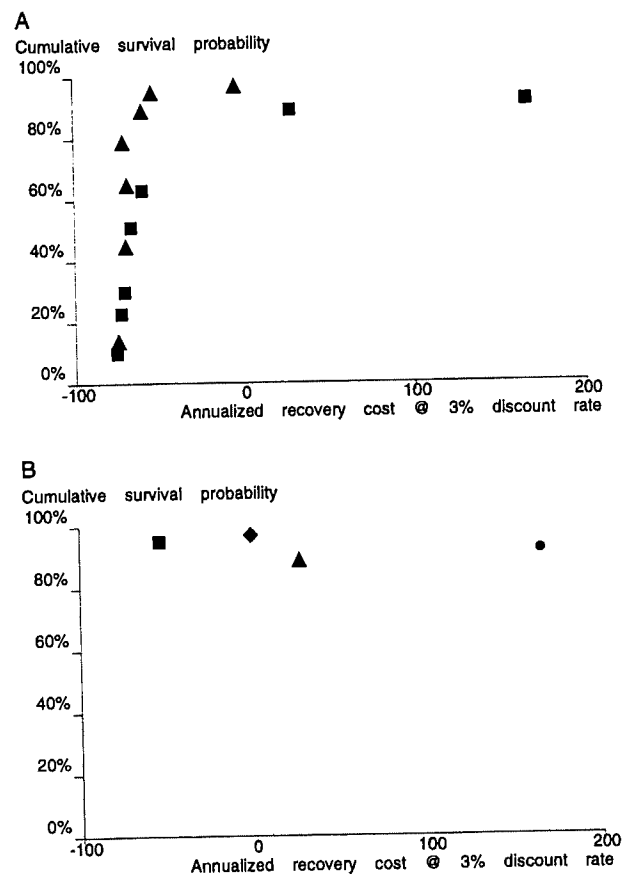 A
Cumulative survival probability
100%
80%
60%
40%
20%
0%
-100 0 100 200
Annualized recovery cost @ 3% discount rate
B
Cumulative survival probability
100%
80%
60%
40%
20%
0%
-100 0 100 200
Annualized recovery cost @ 3% discount rate